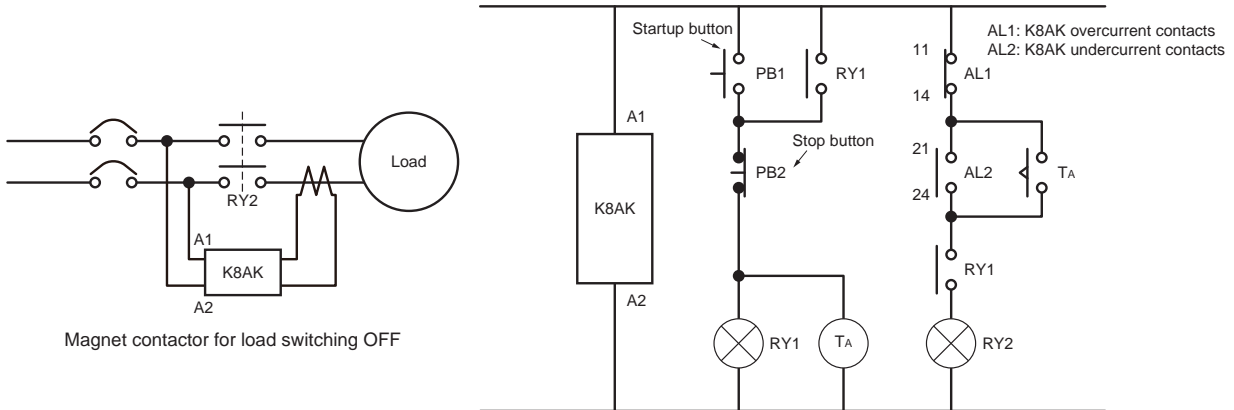 Load
RY2
A1
K8AK
A2
Magnet contactor for load switching OFF
Startup button
PB1
RY1
A1
Stop button
PB2
K8AK
A2
RY1
TA
AL1: K8AK overcurrent contacts
AL2: K8AK undercurrent contacts
11
AL1
14
21
AL2
TA
24
RY1
RY2